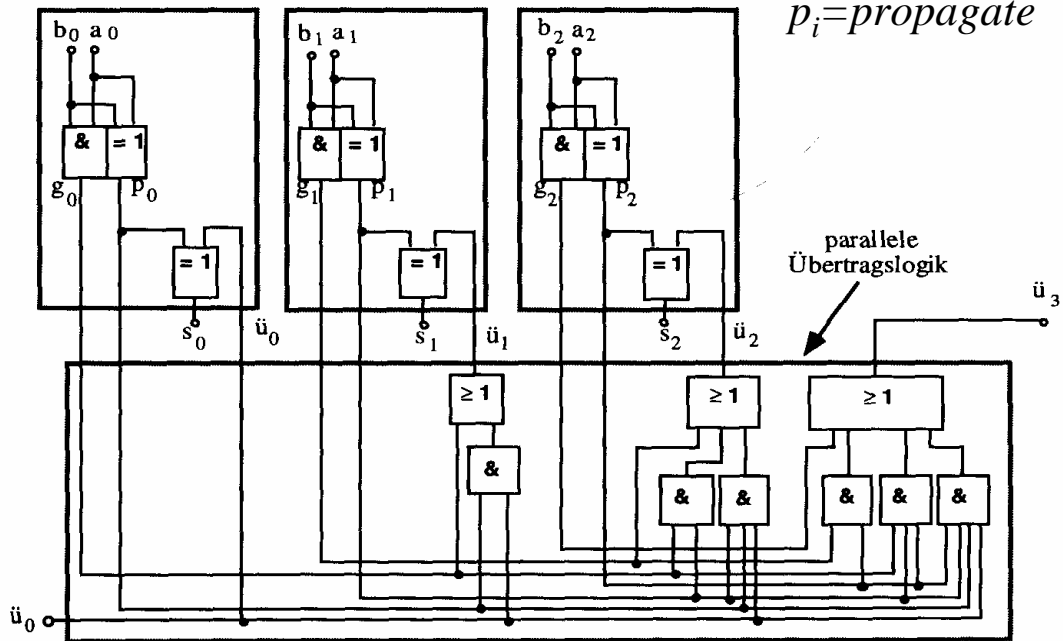 pᵢ=propagate
b₀ a₀
b₁ a₁
b₂ a₂
& =1
& =1
& =1
g₀ p₀
g₁ p₁
g₂ p₂
=1
=1
=1
s₀ ü₀
s₁ ü₁
s₂ ü₂
parallele
Übertragslogik
ü₃
≥1
≥1
≥1
&
& &
& & &
ü₀